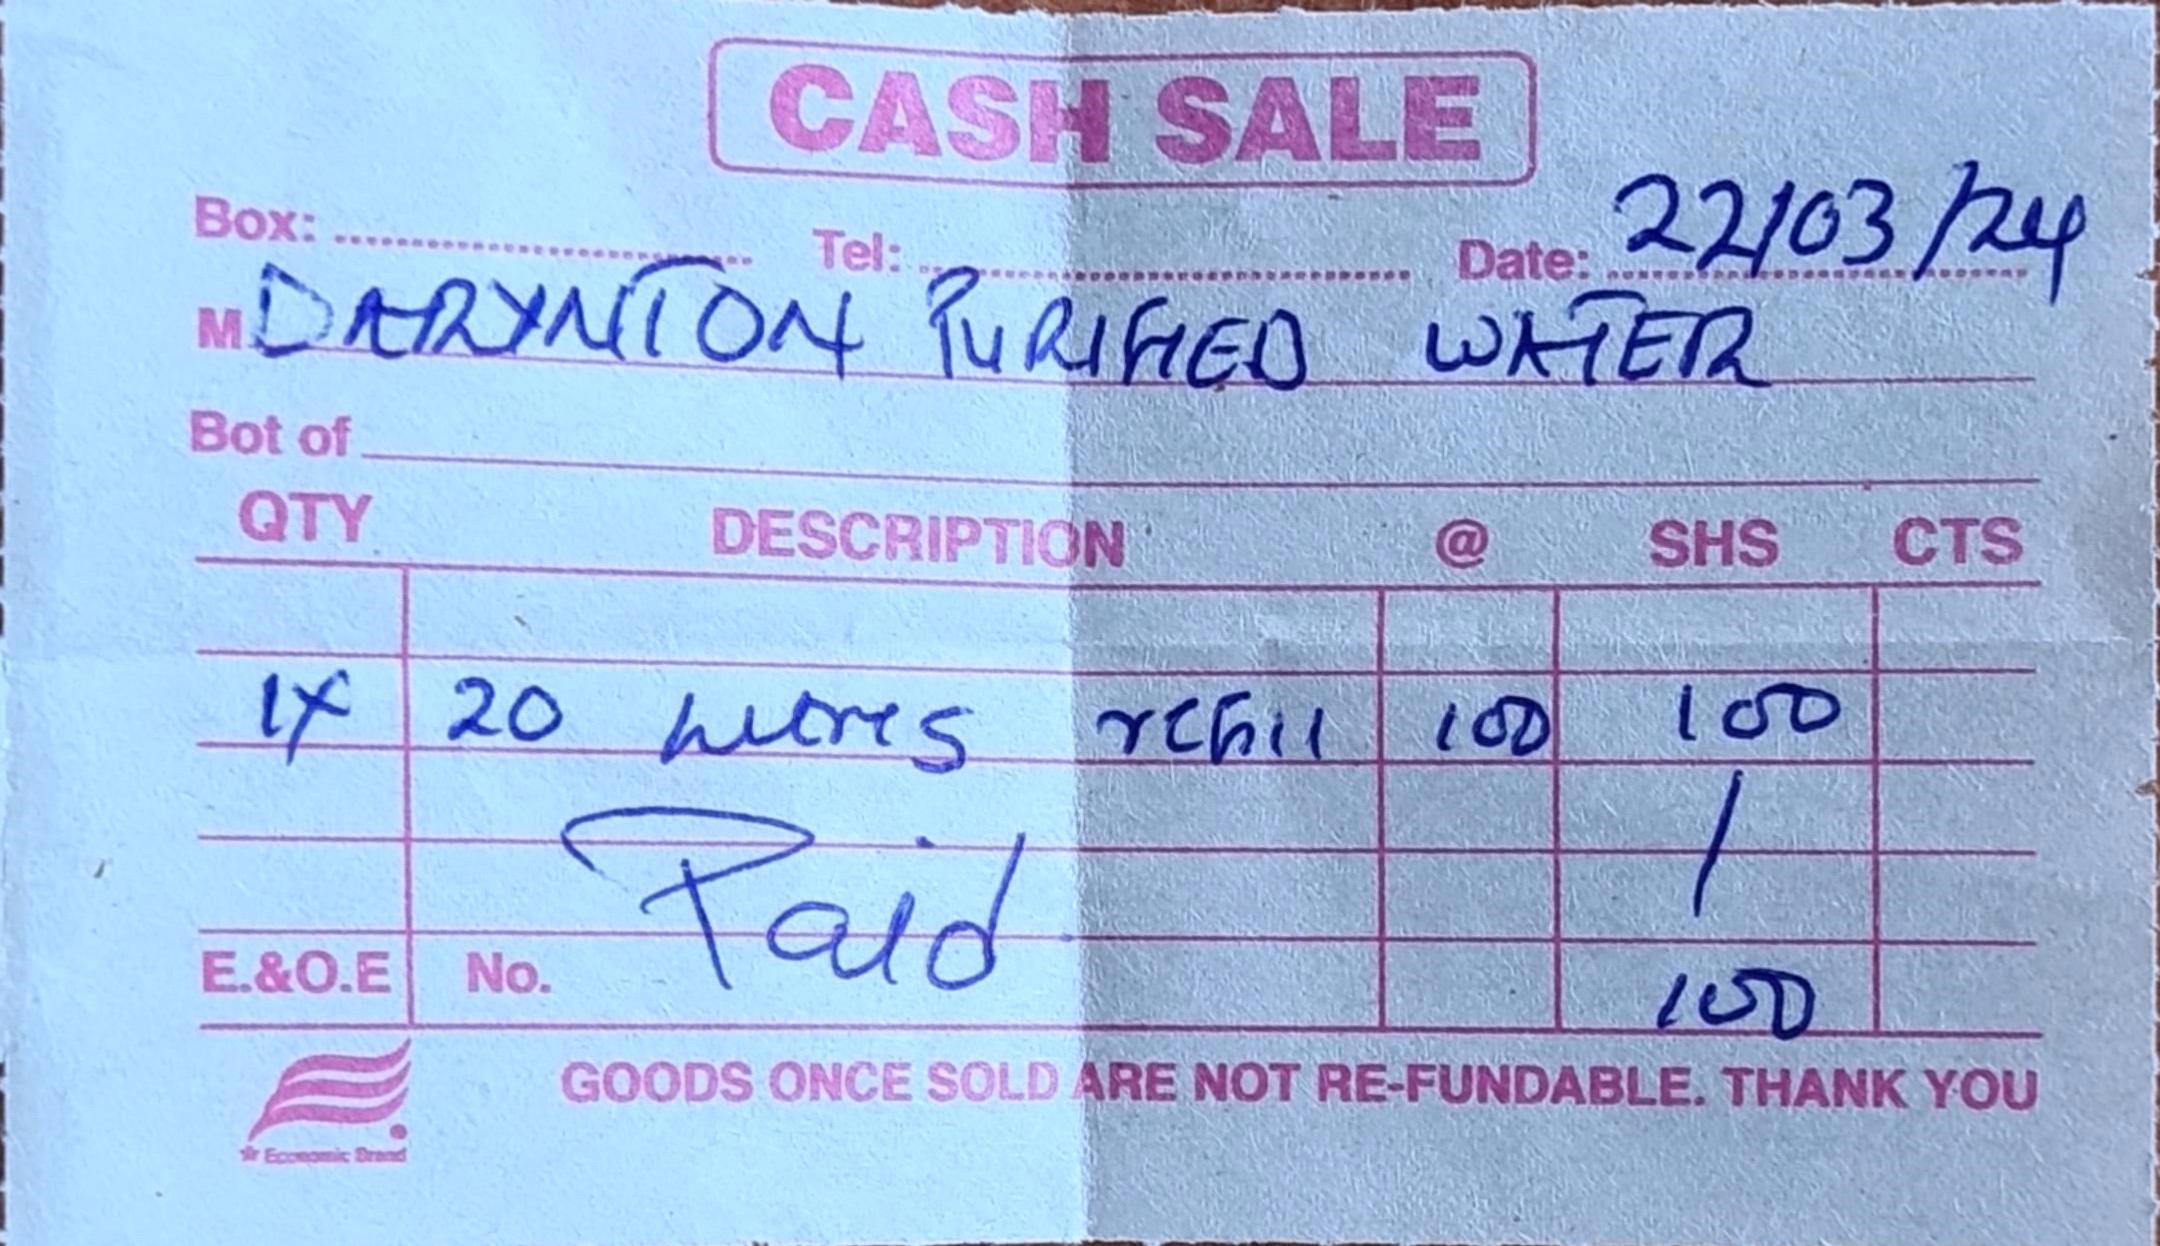 CASH SALE
Box: Tel: Date: 22/03/24
M DARYNTON PURIFIED WATER
Bot of
QTY DESCRIPTION @ SHS CTS
1x 20 Litres refill 100 100
Paid /
E.&O.E No. 100
GOODS ONCE SOLD ARE NOT RE-FUNDABLE. THANK YOU
Economic Brand